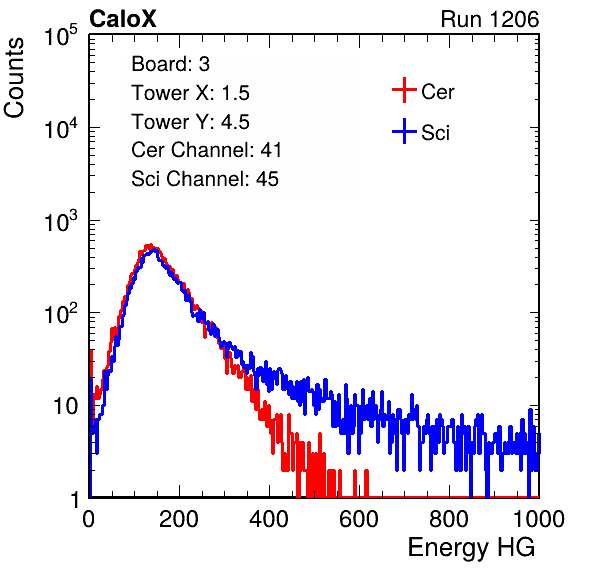 CaloX Run 1206
Counts
10^5
10^4
10^3
10^2
10
1
Board: 3
Tower X: 1.5
Tower Y: 4.5
Cer Channel: 41
Sci Channel: 45
Cer
Sci
0 200 400 600 800 1000
Energy HG